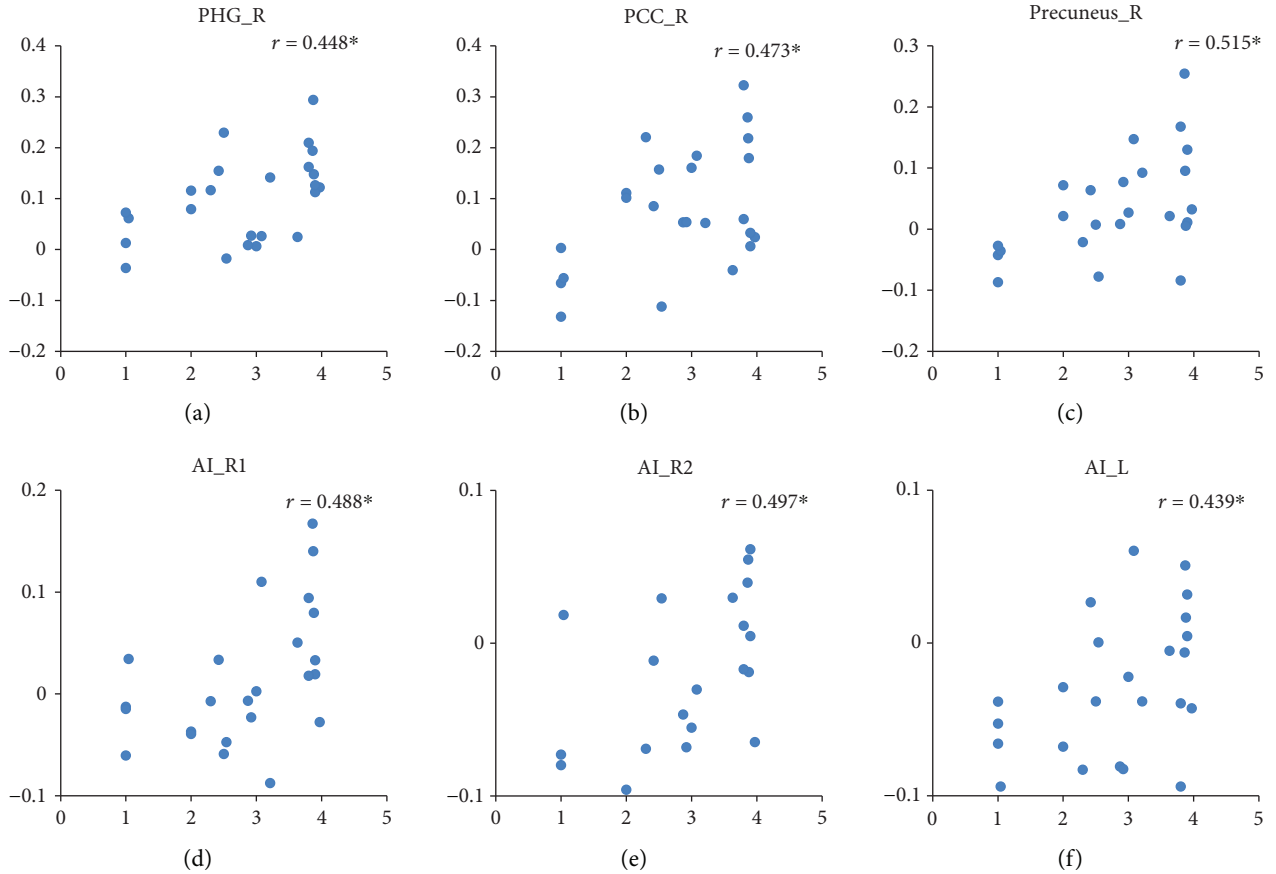 PHG_R
r = 0.448*
0.4
0.3
0.2
0.1
0
−0.1
−0.2
0 1 2 3 4 5
(a)
PCC_R
r = 0.473*
0.4
0.3
0.2
0.1
0
−0.1
−0.2
0 1 2 3 4 5
(b)
Precuneus_R
r = 0.515*
0.3
0.2
0.1
0
−0.1
−0.2
0 1 2 3 4 5
(c)
AI_R1
r = 0.488*
0.2
0.1
0
−0.1
0 1 2 3 4 5
(d)
AI_R2
r = 0.497*
0.1
0
−0.1
0 1 2 3 4 5
(e)
AI_L
r = 0.439*
0.1
0
−0.1
0 1 2 3 4 5
(f)